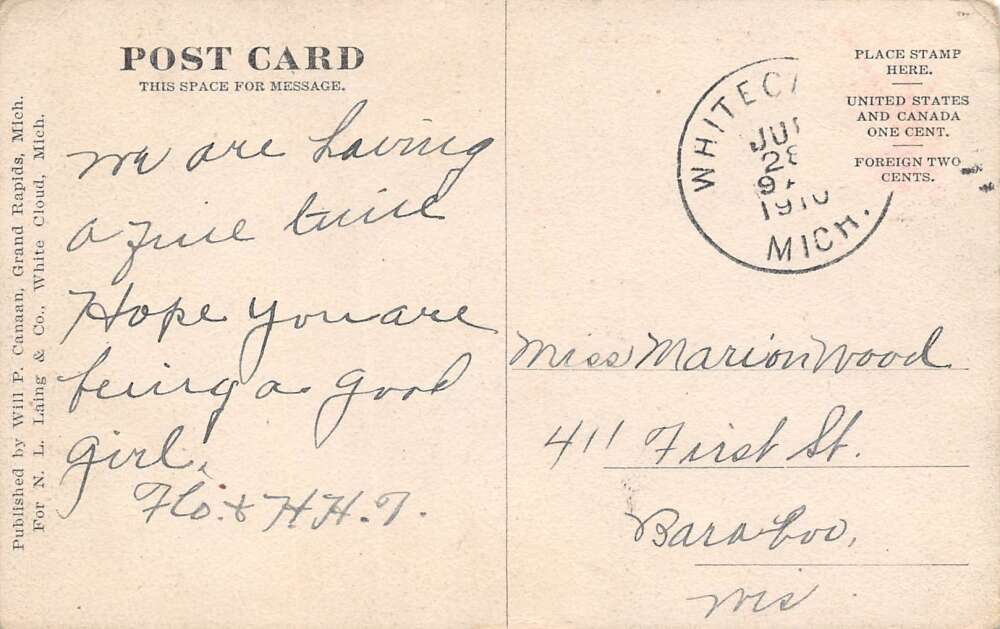 POST CARD
THIS SPACE FOR MESSAGE.
We are having
a fine time
Hope you are
being a good
girl.
Flo. & H.H.T.
Published by Will P. Canaan, Grand Rapids, Mich.
For N. L. Laing & Co., White Cloud, Mich.
WHITECL
28
1910
MICH.
PLACE STAMP
HERE.
UNITED STATES
AND CANADA
ONE CENT.
FOREIGN TWO
CENTS.
Miss Marion Wood
411 First St.
Baraboo,
Wis